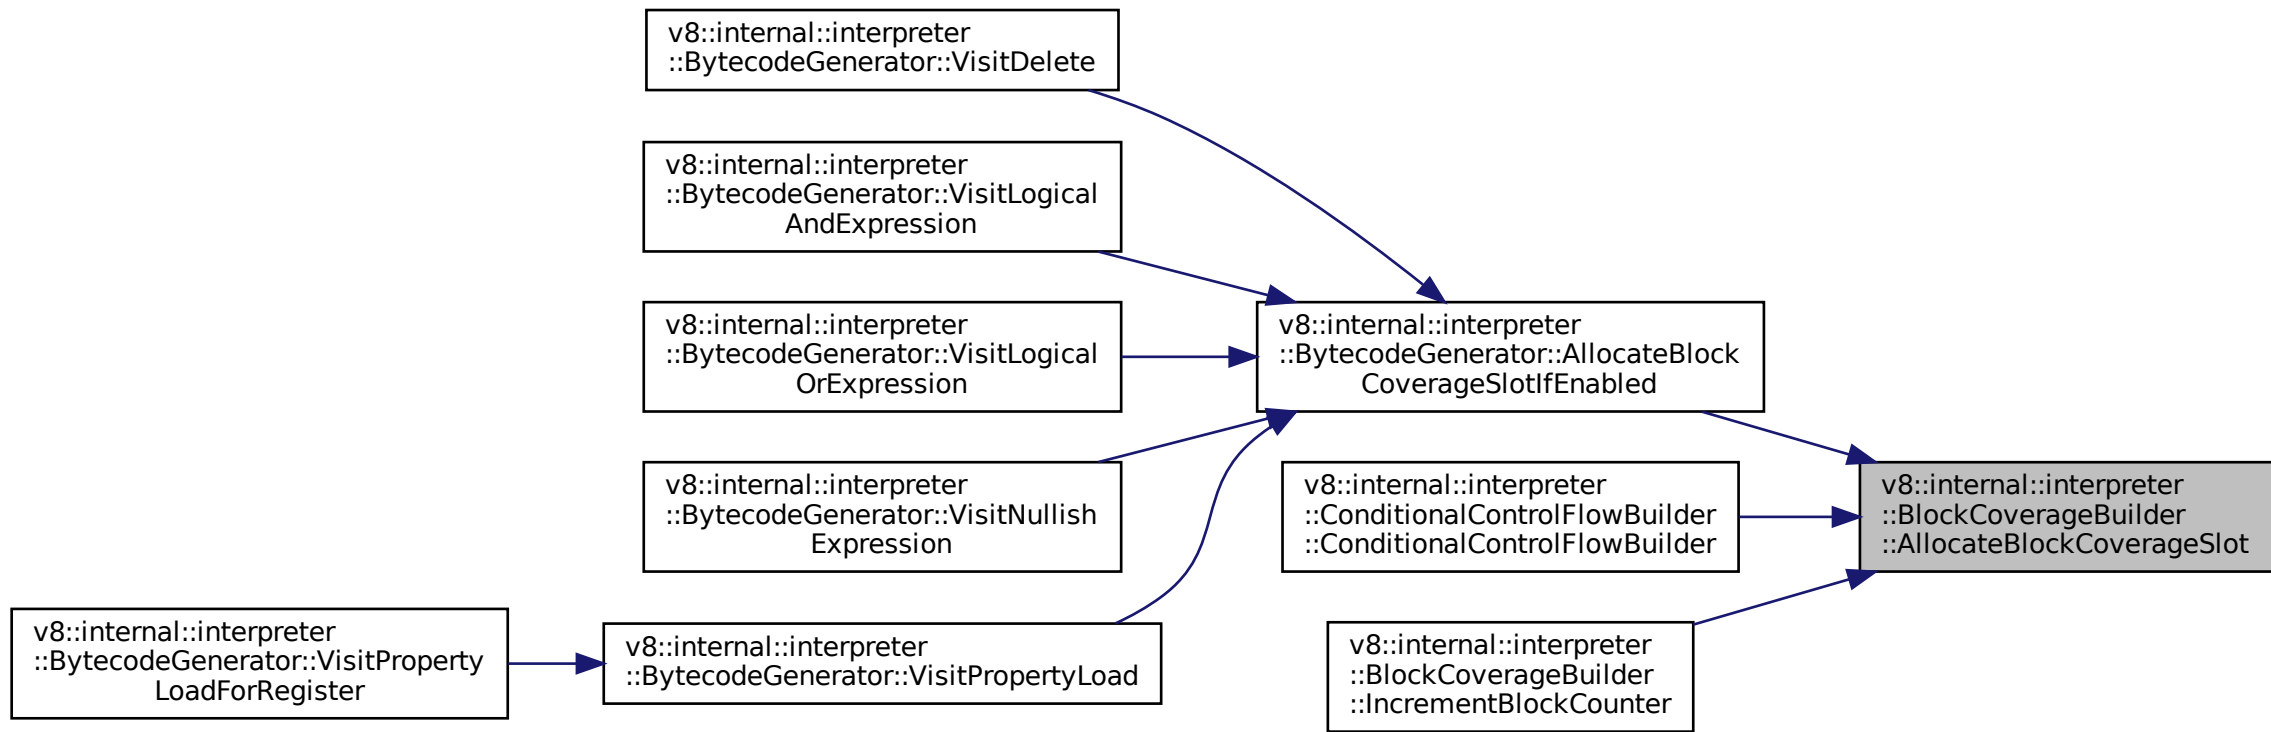 v8::internal::interpreter
::BytecodeGenerator::VisitDelete
v8::internal::interpreter
::BytecodeGenerator::VisitLogical
AndExpression
v8::internal::interpreter
::BytecodeGenerator::VisitLogical
OrExpression
v8::internal::interpreter
::BytecodeGenerator::AllocateBlock
CoverageSlotIfEnabled
v8::internal::interpreter
::BytecodeGenerator::VisitNullish
Expression
v8::internal::interpreter
::ConditionalControlFlowBuilder
::ConditionalControlFlowBuilder
v8::internal::interpreter
::BlockCoverageBuilder
::AllocateBlockCoverageSlot
v8::internal::interpreter
::BytecodeGenerator::VisitProperty
LoadForRegister
v8::internal::interpreter
::BytecodeGenerator::VisitPropertyLoad
v8::internal::interpreter
::BlockCoverageBuilder
::IncrementBlockCounter